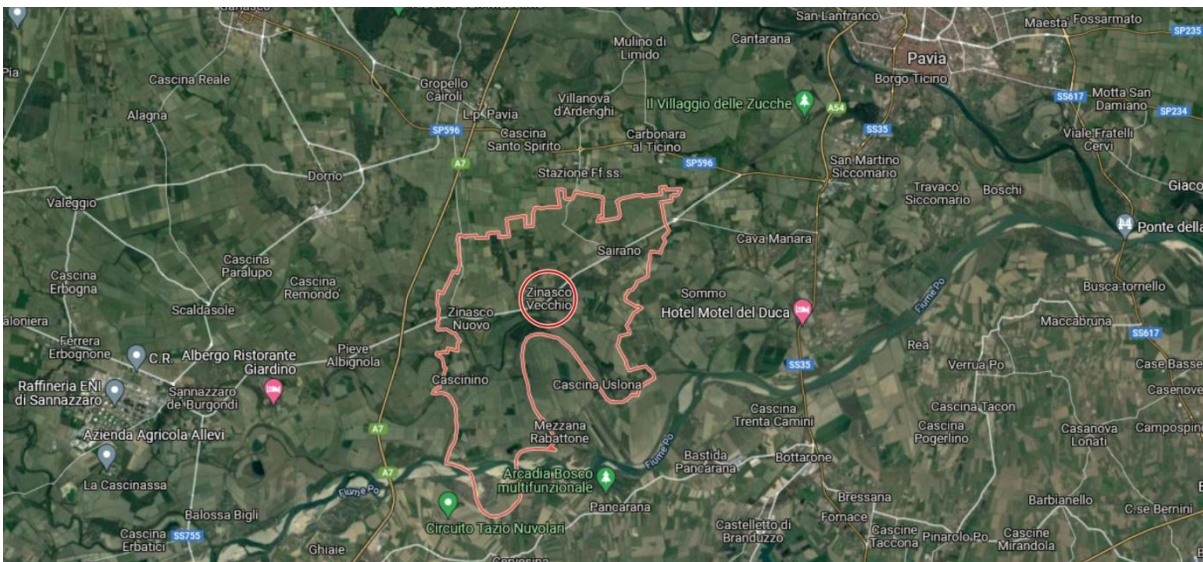 San Lanfranco
Maesta
Fossarmato
SP235
Cantarana
Mulino di
Limido
Pavia
Borgo Ticino
Cascina Reale
Gropello
Cairoli
Villanova
d'Ardenghi
Il Villaggio delle Zucche
A54
SS617
Motta San
Damiano
SP234
Alagna
L.p. Pavia
SP596
Cascina
Santo Spirito
Carbonara
al Ticino
SS35
Viale Fratelli
Cervi
A7
SP596
San Martino
Siccomario
Dorno
Stazione Ff.ss.
Travaco'
Siccomario
Boschi
Valeggio
Ponte della
Cascina
Paralupo
Sairano
Cava Manara
Cascina
Erbogna
Cascina
Remondo
Zinasco
Vecchio
Sommo
Fiume Po
Busca-tornello
Scaldasole
Zinasco
Nuovo
Hotel Motel del Duca
Maccabruna
SS617
Ferrera
Erbognone
C.R.
Albergo Ristorante
Giardino
Pieve
Albignola
Rea
Verrua Po
Case Basse
Raffineria ENI
di Sannazzaro
Sannazzaro
de' Burgondi
Cascinino
Cascina Uslona
SS35
Casenove
Cascina
Trenta Camini
Cascina Tacon
Azienda Agricola Allevi
A7
Mezzana
Rabattone
Cascina
Pogerlino
Casanova
Lonati
Campospin
Fiume Po
Bastida
Pancarana
Bottarone
A7
La Cascinassa
Arcadia Bosco
multifunzionale
Fiume Po
Bressana
Barbianello
Balossa Bigli
Circuito Tazio Nuvolari
Pancarana
Castelletto di
Branduzzo
Fornace
Cise Bernini
Cascina
Erbatici
SS755
Ghiaie
Cascine
Taccona
Pinarolo Po
Cascine
Mirandola